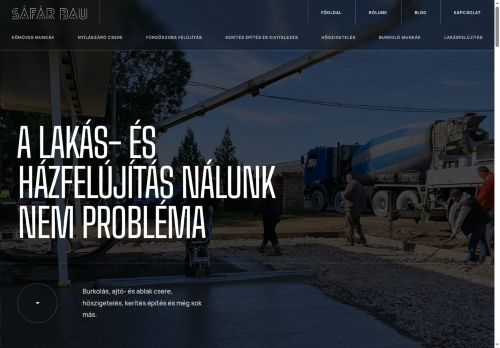 SÁFÁR BAU
FŐOLDAL RÓLUNK BLOG KAPCSOLAT
KŐMŰVES MUNKÁK NYÍLÁSZÁRÓ CSERE FÜRDŐSZOBA FELÚJÍTÁS KERÍTÉS ÉPÍTÉS ÉS KIVITELEZÉS HŐSZIGETELÉS BURKOLÓ MUNKÁK LAKÁSFELÚJÍTÁS
A LAKÁS- ÉS
HÁZFELÚJÍTÁS NÁLUNK
NEM PROBLÉMA
Burkolás, ajtó- és ablak csere,
hőszigetelés, kerítés építés és még sok
más.